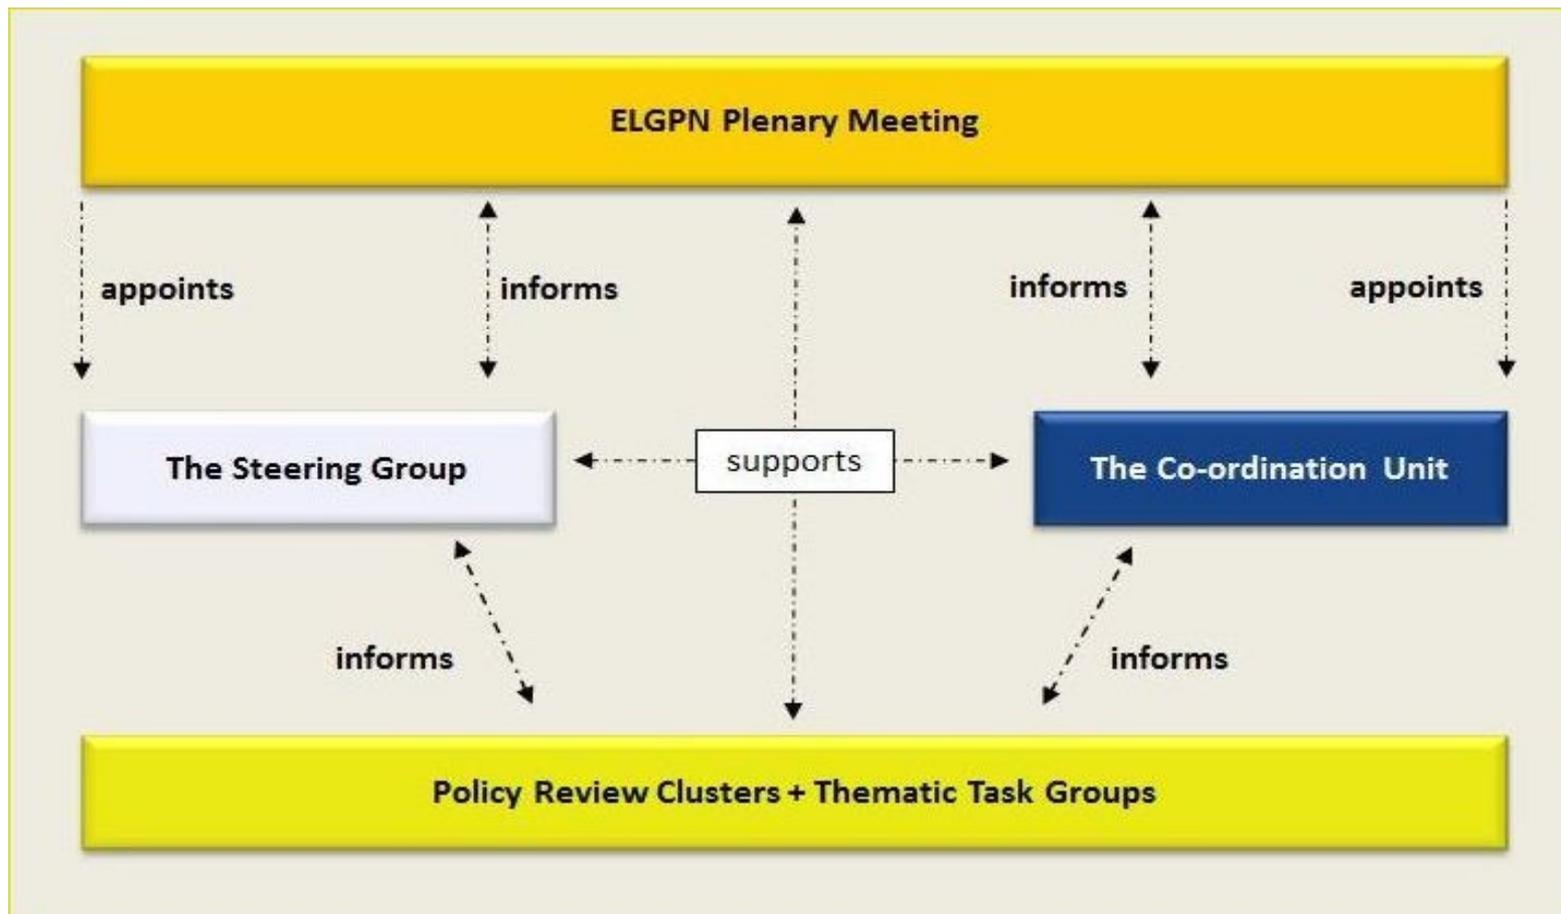 ELGPN Plenary Meeting
appoints
informs
informs
appoints
The Steering Group
supports
The Co-ordination Unit
informs
informs
Policy Review Clusters + Thematic Task Groups